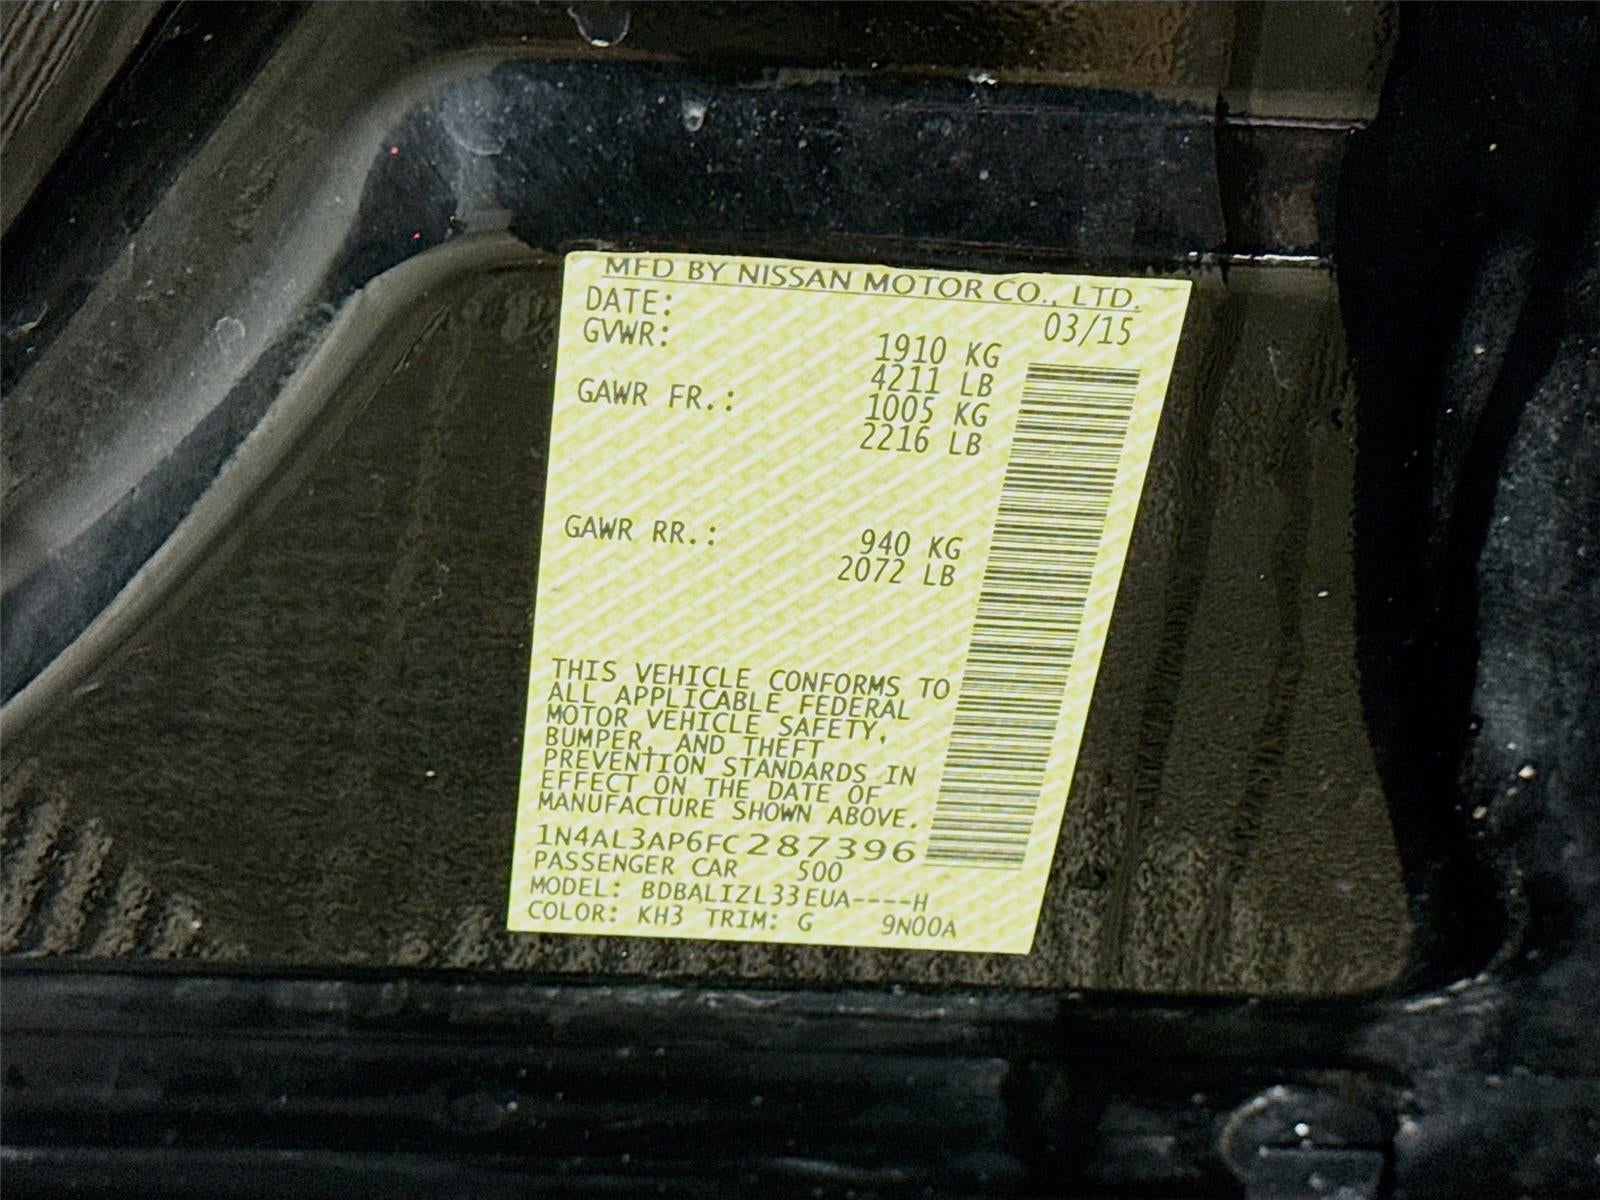 MFD BY NISSAN MOTOR CO., LTD.
DATE: 03/15
GVWR: 1910 KG
4211 LB
GAWR FR.: 1005 KG
2216 LB
GAWR RR.: 940 KG
2072 LB
THIS VEHICLE CONFORMS TO
ALL APPLICABLE FEDERAL
MOTOR VEHICLE SAFETY,
BUMPER, AND THEFT
PREVENTION STANDARDS IN
EFFECT ON THE DATE OF
MANUFACTURE SHOWN ABOVE.
1N4AL3AP6FC287396
PASSENGER CAR 500
MODEL: BDBALIZL33EUA----H
COLOR: KH3 TRIM: G 9N00A